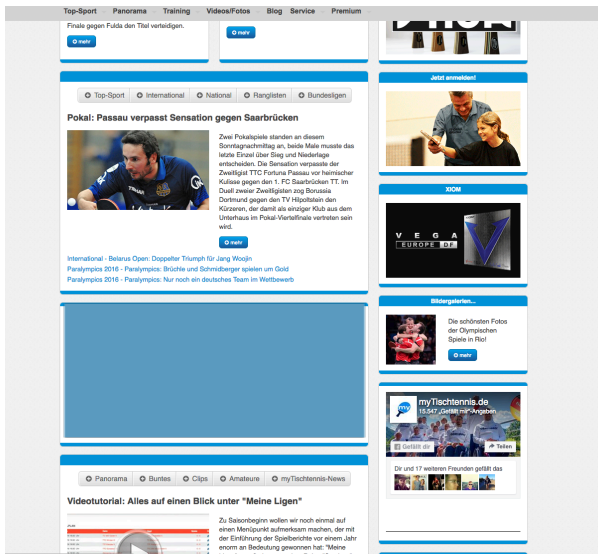 Top-Sport Panorama Training Videos/Fotos Blog Service Premium
Finale gegen Fulda den Titel verteidigen.
mehr
mehr
Top-Sport International National Ranglisten Bundesligen
Pokal: Passau verpasst Sensation gegen Saarbrücken
Zwei Pokalspiele standen an diesem
Sonntagnachmittag an, beide Male musste das
letzte Einzel über Sieg und Niederlage
entscheiden. Die Sensation verpasste der
Zweitligist TTC Fortuna Passau vor heimischer
Kulisse gegen den 1. FC Saarbrücken TT. Im
Duell zweier Zweitligisten zog Borussia
Dortmund gegen den TV Hilpoltstein den
Kürzeren, der damit als einziger Klub aus dem
Unterhaus im Pokal-Viertelfinale vertreten sein
wird.
mehr
International - Belarus Open: Doppelter Triumph für Jang Woojin
Paralympics 2016 - Paralympics: Brüchle und Schmidberger spielen um Gold
Paralympics 2016 - Paralympics: Nur noch ein deutsches Team im Wettbewerb
Panorama Buntes Clips Amateure myTischtennis-News
Videotutorial: Alles auf einen Blick unter "Meine Ligen"
Zu Saisonbeginn wollen wir noch einmal auf
einen Menüpunkt aufmerksam machen, der mit
der Einführung der Spielberichte vor einem Jahr
enorm an Bedeutung gewonnen hat: "Meine
Jetzt anmelden!
XIOM
VEGA
EUROPE DF
Bildergalerien...
Die schönsten Fotos
der Olympischen
Spiele in Rio!
mehr
my
myTischtennis.de
15.547 „Gefällt mir"-Angaben
Gefällt dir
Teilen
Dir und 17 weiteren Freunden gefällt das